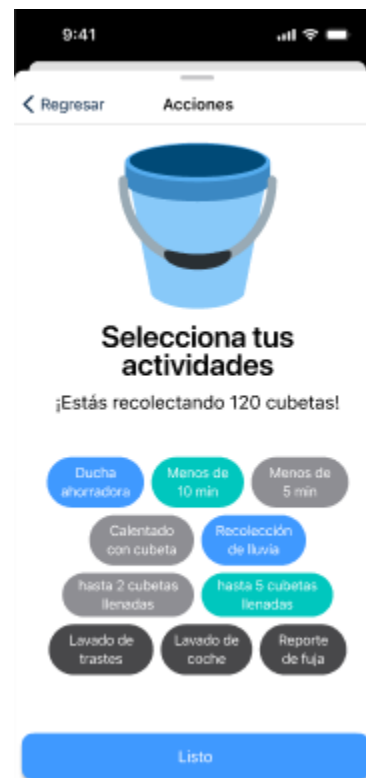 9:41
Regresar Acciones
Selecciona tus
actividades
¡Estás recolectando 120 cubetas!
Ducha
ahorradora
Menos de
10 min
Menos de
5 min
Calentado
con cubeta
Recolección
de lluvia
hasta 2 cubetas
llenadas
hasta 5 cubetas
llenadas
Lavado de
trastes
Lavado de
coche
Reporte
de fuja
Listo